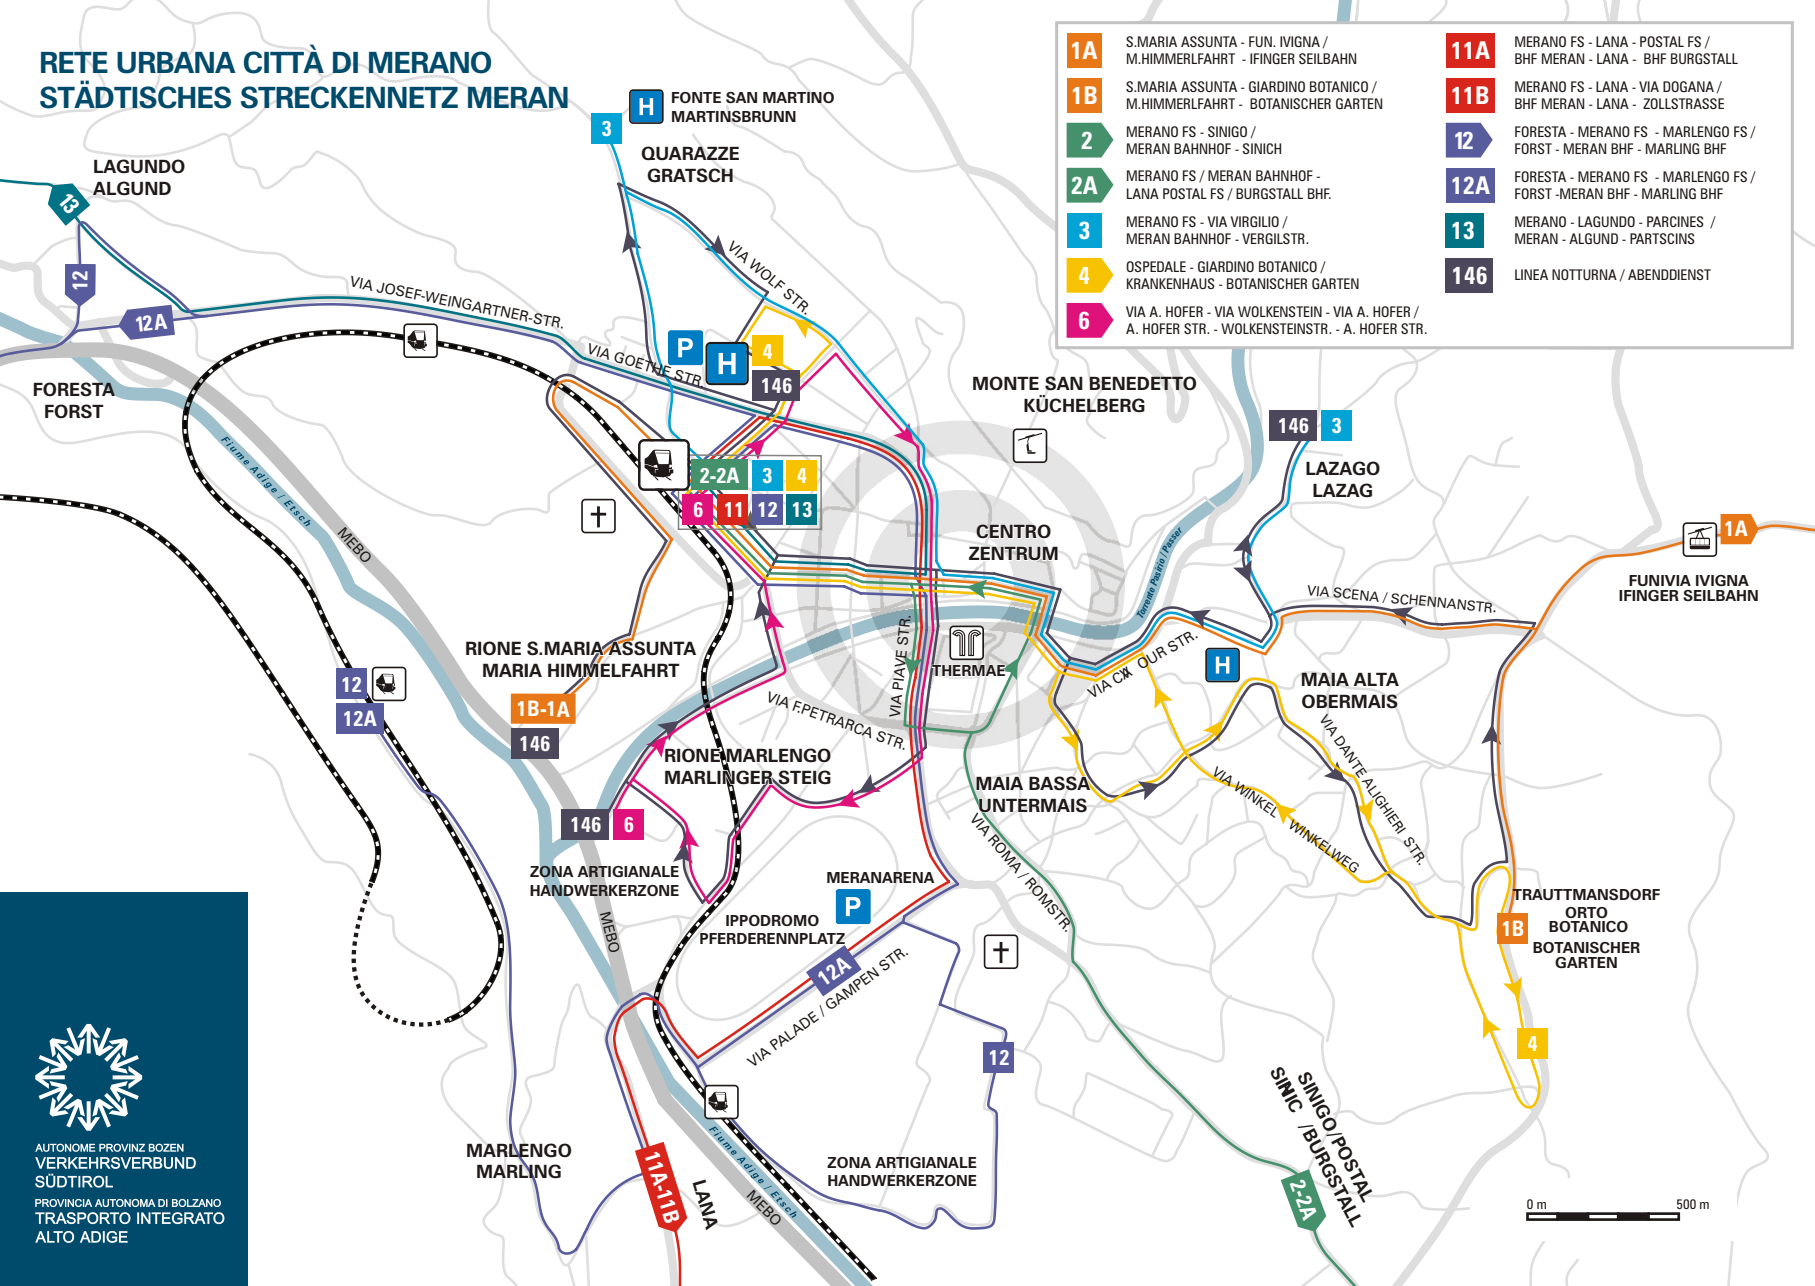 RETE URBANA CITTÀ DI MERANO
STÄDTISCHES STRECKENNETZ MERAN
1A
S.MARIA ASSUNTA - FUN. IVIGNA /
M.HIMMERLFAHRT - IFINGER SEILBAHN
1B
S.MARIA ASSUNTA - GIARDINO BOTANICO /
M.HIMMERLFAHRT - BOTANISCHER GARTEN
2
MERANO FS - SINIGO /
MERAN BAHNHOF - SINICH
2A
MERANO FS / MERAN BAHNHOF -
LANA POSTAL FS / BURGSTALL BHF.
3
MERANO FS - VIA VIRGILIO /
MERAN BAHNHOF - VERGILSTR.
4
OSPEDALE - GIARDINO BOTANICO /
KRANKENHAUS - BOTANISCHER GARTEN
6
VIA A. HOFER - VIA WOLKENSTEIN - VIA A. HOFER /
A. HOFER STR. - WOLKENSTEINSTR. - A. HOFER STR.
11A
MERANO FS - LANA - POSTAL FS /
BHF MERAN - LANA - BHF BURGSTALL
11B
MERANO FS - LANA - VIA DOGANA /
BHF MERAN - LANA - ZOLLSTRASSE
12
FORESTA - MERANO FS - MARLENGO FS /
FORST - MERAN BHF - MARLING BHF
12A
FORESTA - MERANO FS - MARLENGO FS /
FORST -MERAN BHF - MARLING BHF
13
MERANO - LAGUNDO - PARCINES /
MERAN - ALGUND - PARTSCINS
146
LINEA NOTTURNA / ABENDDIENST
H
FONTE SAN MARTINO
MARTINSBRUNN
3
QUARAZZE
GRATSCH
LAGUNDO
ALGUND
13
12
12A
VIA JOSEF-WEINGARTNER-STR.
VIA WOLF STR.
VIA GOETHE STR.
P
H
4
146
FORESTA
FORST
MONTE SAN BENEDETTO
KÜCHELBERG
146 3
LAZAGO
LAZAG
Fiume Adige / Etsch
MEBO
2-2A 3 4
6 11 12 13
CENTRO
ZENTRUM
Torrente Passirio / Passer
1A
FUNIVIA IVIGNA
IFINGER SEILBAHN
VIA SCENA / SCHENNANSTR.
RIONE S.MARIA ASSUNTA
MARIA HIMMELFAHRT
1B-1A
146
12
12A
VIA PIAVE STR.
THERMAE
VIA CA OUR STR.
H
MAIA ALTA
OBERMAIS
VIA F.PETRARCA STR.
RIONE MARLENGO
MARLINGER STEIG
MAIA BASSA
UNTERMAIS
VIA DANTE ALIGHIERI STR.
VIA WINKEL WINKELWEG
146 6
VIA ROMA / ROMSTR.
ZONA ARTIGIANALE
HANDWERKERZONE
MERANARENA
P
IPPODROMO
PFERDERENNPLATZ
MEBO
12A
VIA PALADE / GAMPEN STR.
TRAUTTMANSDORF
ORTO
BOTANICO
BOTANISCHER
GARTEN
1B
4
12
SINIGO/POSTAL
SINIC /BURGSTALL
2-2A
MARLENGO
MARLING
11A-11B
LANA
Fiume Adige / Etsch
MEBO
ZONA ARTIGIANALE
HANDWERKERZONE
0 m 500 m
AUTONOME PROVINZ BOZEN
VERKEHRSVERBUND
SÜDTIROL
PROVINCIA AUTONOMA DI BOLZANO
TRASPORTO INTEGRATO
ALTO ADIGE